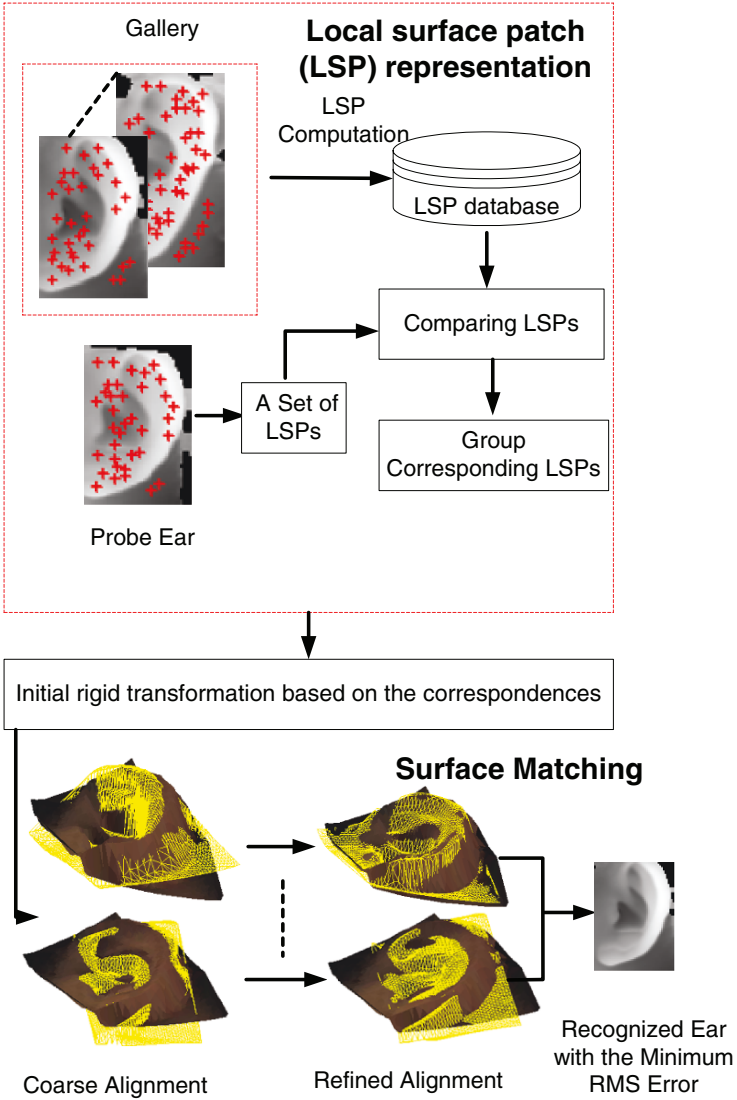 Gallery
Local surface patch
(LSP) representation
LSP
Computation
LSP database
Comparing LSPs
A Set of
LSPs
Group
Corresponding LSPs
Probe Ear
Initial rigid transformation based on the correspondences
Surface Matching
Coarse Alignment
Refined Alignment
Recognized Ear
with the Minimum
RMS Error